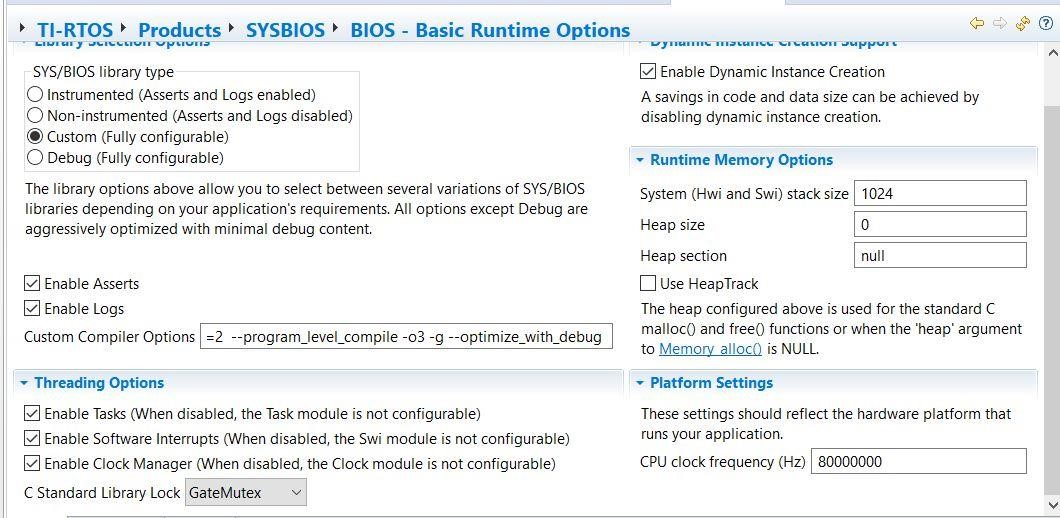 TI-RTOS Products SYSBIOS BIOS - Basic Runtime Options
Library Selection Options
SYS/BIOS library type
Instrumented (Asserts and Logs enabled)
Non-instrumented (Asserts and Logs disabled)
Custom (Fully configurable)
Debug (Fully configurable)
The library options above allow you to select between several variations of SYS/BIOS
libraries depending on your application's requirements. All options except Debug are
aggressively optimized with minimal debug content.
Enable Asserts
Enable Logs
Custom Compiler Options =2 --program_level_compile -o3 -g --optimize_with_debug
Threading Options
Enable Tasks (When disabled, the Task module is not configurable)
Enable Software Interrupts (When disabled, the Swi module is not configurable)
Enable Clock Manager (When disabled, the Clock module is not configurable)
C Standard Library Lock GateMutex
Dynamic Instance Creation Support
Enable Dynamic Instance Creation
A savings in code and data size can be achieved by
disabling dynamic instance creation.
Runtime Memory Options
System (Hwi and Swi) stack size 1024
Heap size 0
Heap section null
Use HeapTrack
The heap configured above is used for the standard C
malloc() and free() functions or when the 'heap' argument
to Memory_alloc() is NULL.
Platform Settings
These settings should reflect the hardware platform that
runs your application.
CPU clock frequency (Hz) 80000000